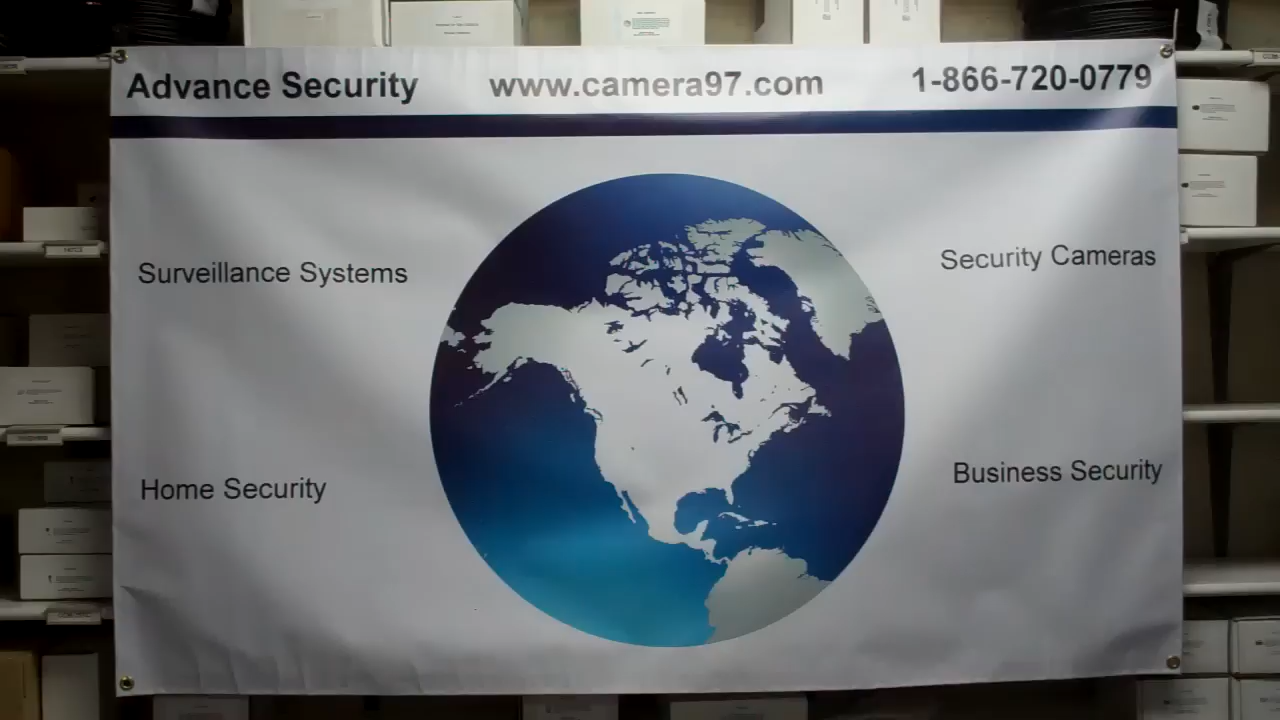 Advance Security
www.camera97.com
1-866-720-0779
Surveillance Systems
Security Cameras
Home Security
Business Security